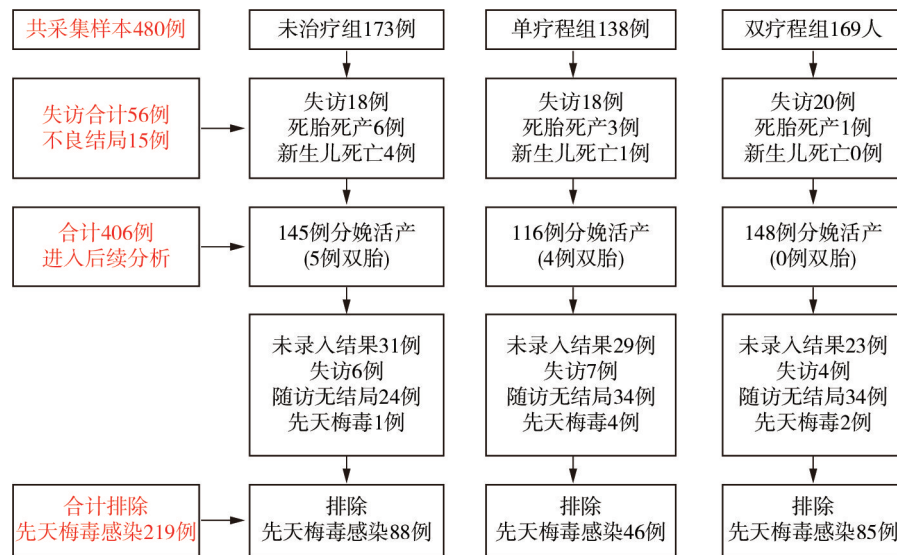 共采集样本480例
未治疗组173例
单疗程组138例
双疗程组169人
失访合计56例
不良结局15例
失访18例
死胎死产6例
新生儿死亡4例
失访18例
死胎死产3例
新生儿死亡1例
失访20例
死胎死产1例
新生儿死亡0例
合计406例
进入后续分析
145例分娩活产
(5例双胎)
116例分娩活产
(4例双胎)
148例分娩活产
(0例双胎)
未录入结果31例
失访6例
随访无结局24例
先天梅毒1例
未录入结果29例
失访7例
随访无结局34例
先天梅毒4例
未录入结果23例
失访4例
随访无结局34例
先天梅毒2例
合计排除
先天梅毒感染219例
排除
先天梅毒感染88例
排除
先天梅毒感染46例
排除
先天梅毒感染85例